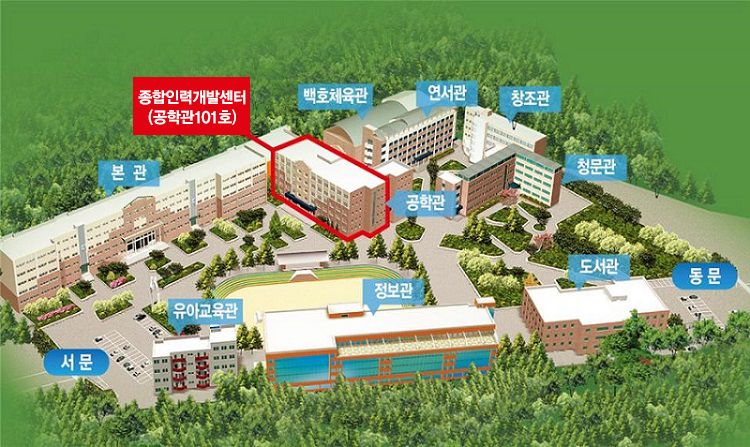 종합인력개발센터
(공학관101호)
백호체육관
연서관
창조관
본 관
청문관
공학관
도서관
동 문
유아교육관
정보관
서 문